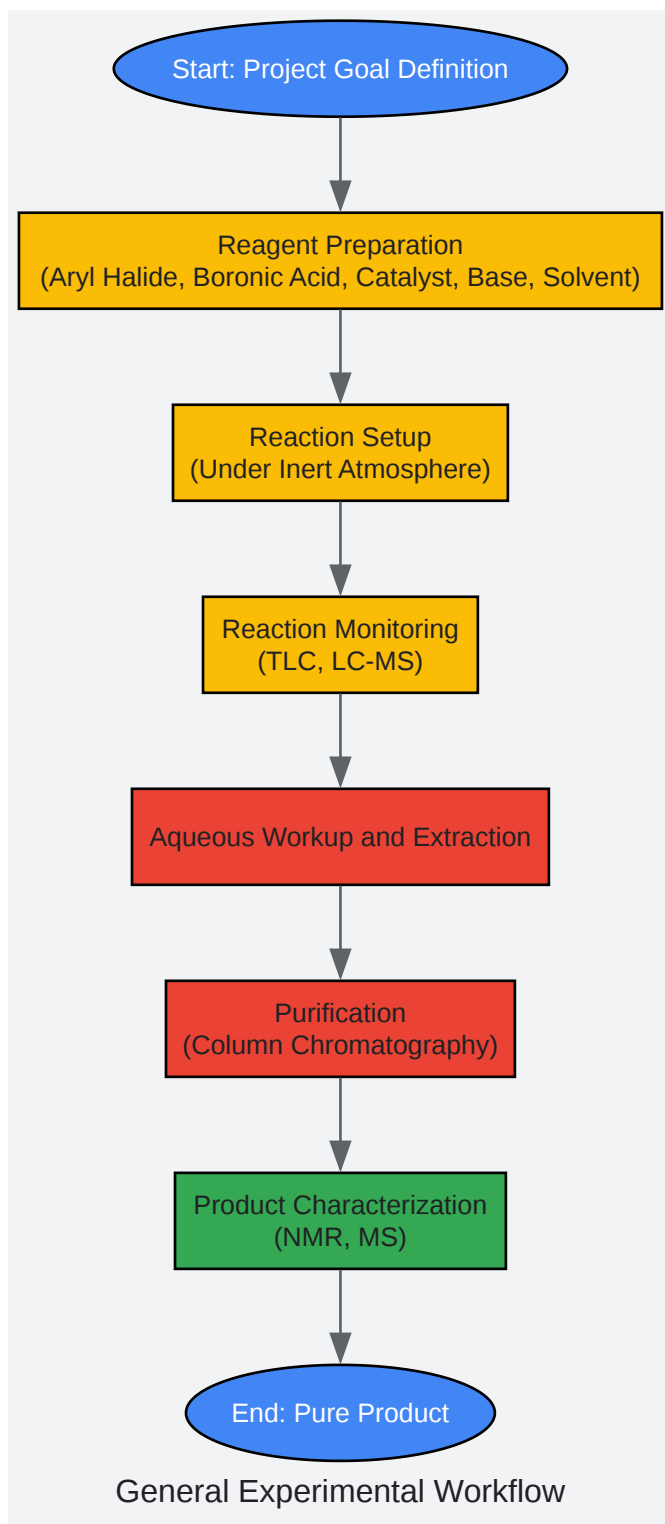 Start: Project Goal Definition
Reagent Preparation
(Aryl Halide, Boronic Acid, Catalyst, Base, Solvent)
Reaction Setup
(Under Inert Atmosphere)
Reaction Monitoring
(TLC, LC-MS)
Aqueous Workup and Extraction
Purification
(Column Chromatography)
Product Characterization
(NMR, MS)
End: Pure Product
General Experimental Workflow